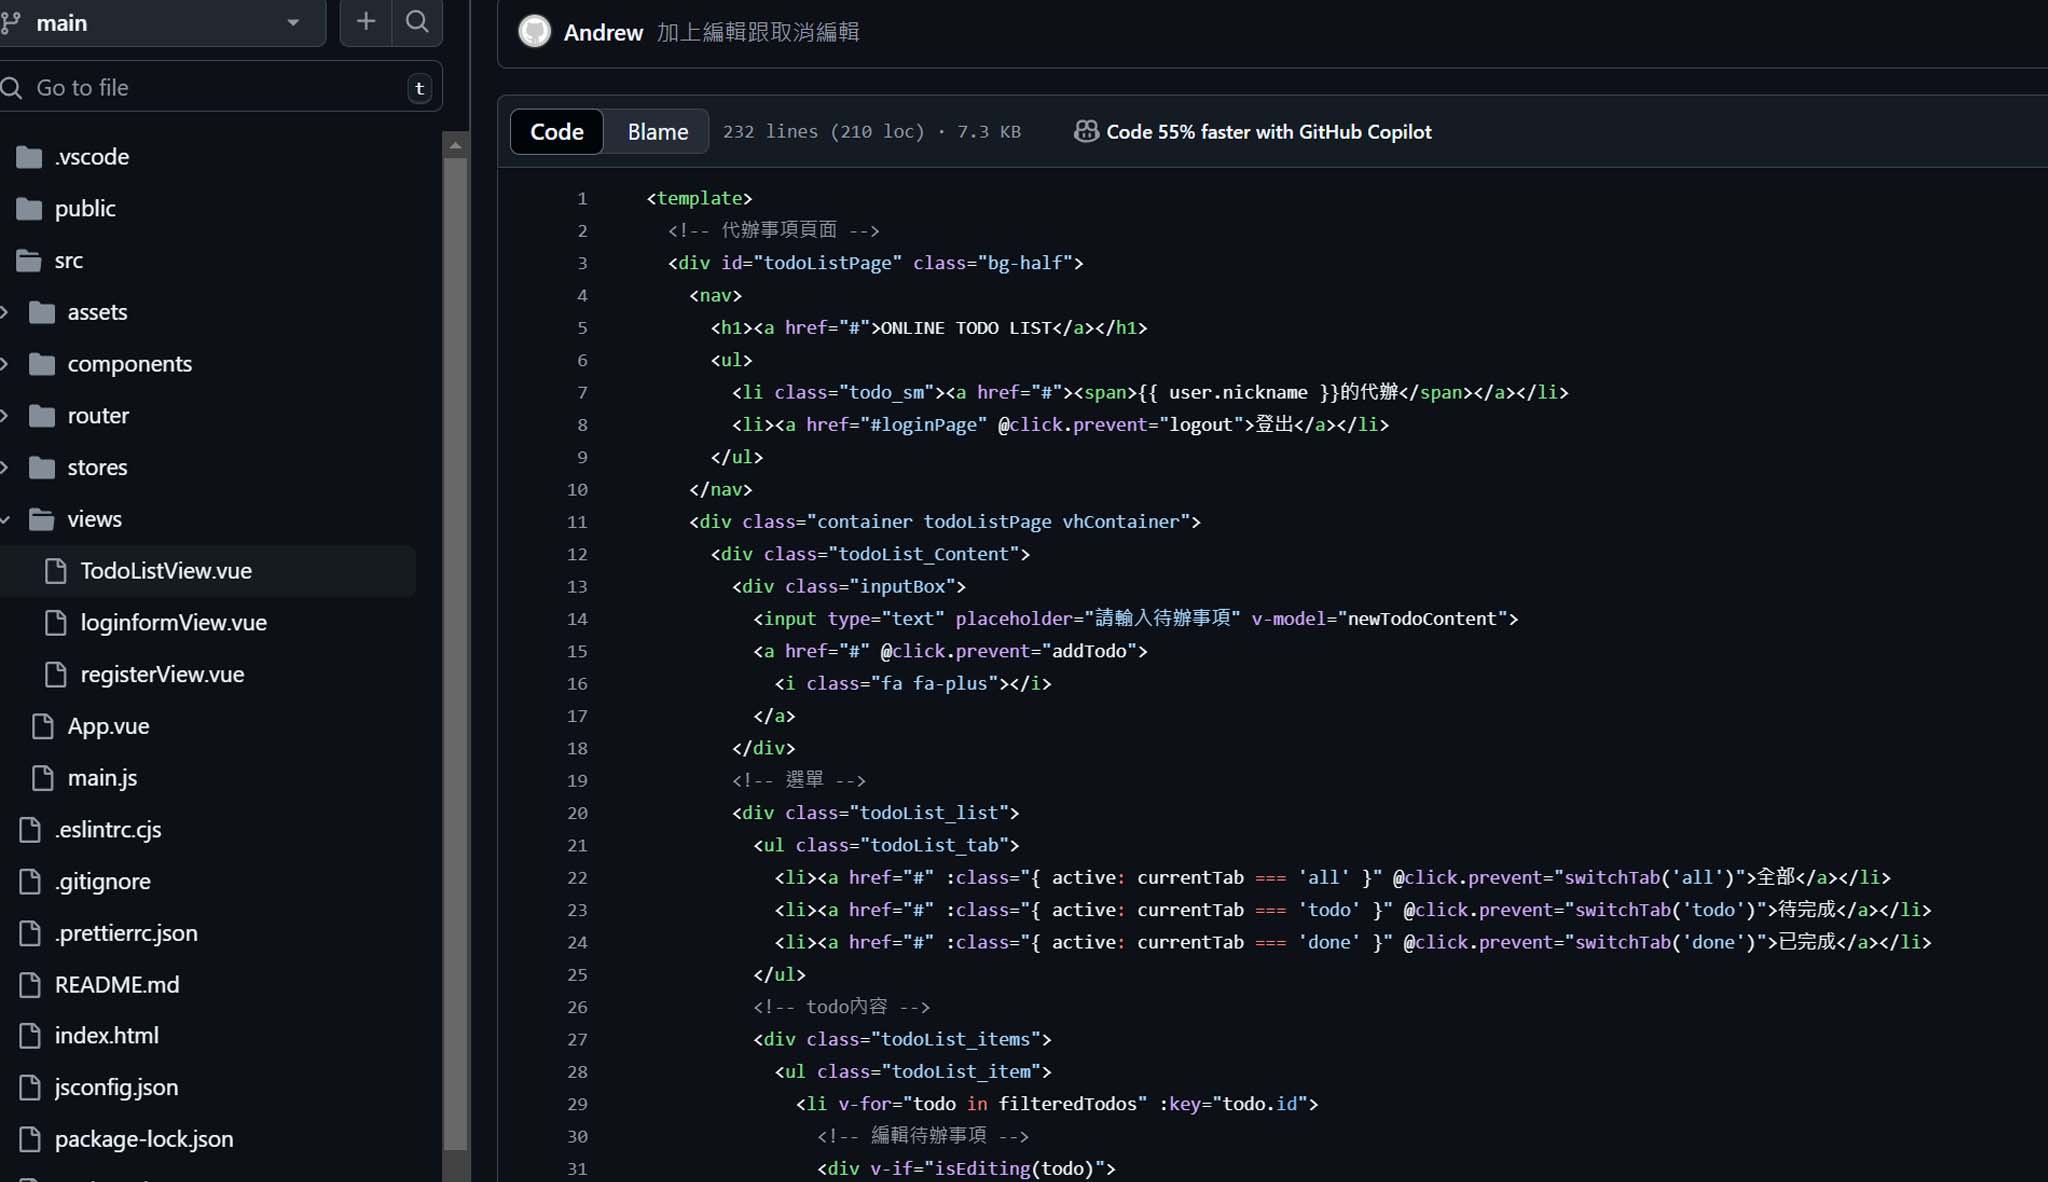 main
Go to file
t
.vscode
public
src
assets
components
router
stores
views
TodoListView.vue
loginformView.vue
registerView.vue
App.vue
main.js
.eslintrc.cjs
.gitignore
.prettierrc.json
README.md
index.html
jsconfig.json
package-lock.json
Andrew 加上編輯跟取消編輯
Code Blame 232 lines (210 loc) · 7.3 KB Code 55% faster with GitHub Copilot
1 <template>
2 <!-- 代辦事項頁面 -->
3 <div id="todoListPage" class="bg-half">
4 <nav>
5 <h1><a href="#">ONLINE TODO LIST</a></h1>
6 <ul>
7 <li class="todo_sm"><a href="#"><span>{{ user.nickname }}的代辦</span></a></li>
8 <li><a href="#loginPage" @click.prevent="logout">登出</a></li>
9 </ul>
10 </nav>
11 <div class="container todoListPage vhContainer">
12 <div class="todoList_Content">
13 <div class="inputBox">
14 <input type="text" placeholder="請輸入待辦事項" v-model="newTodoContent">
15 <a href="#" @click.prevent="addTodo">
16 <i class="fa fa-plus"></i>
17 </a>
18 </div>
19 <!-- 選單 -->
20 <div class="todoList_list">
21 <ul class="todoList_tab">
22 <li><a href="#" :class="{ active: currentTab === 'all' }" @click.prevent="switchTab('all')">全部</a></li>
23 <li><a href="#" :class="{ active: currentTab === 'todo' }" @click.prevent="switchTab('todo')">待完成</a></li>
24 <li><a href="#" :class="{ active: currentTab === 'done' }" @click.prevent="switchTab('done')">已完成</a></li>
25 </ul>
26 <!-- todo內容 -->
27 <div class="todoList_items">
28 <ul class="todoList_item">
29 <li v-for="todo in filteredTodos" :key="todo.id">
30 <!-- 編輯待辦事項 -->
31 <div v-if="isEditing(todo)">